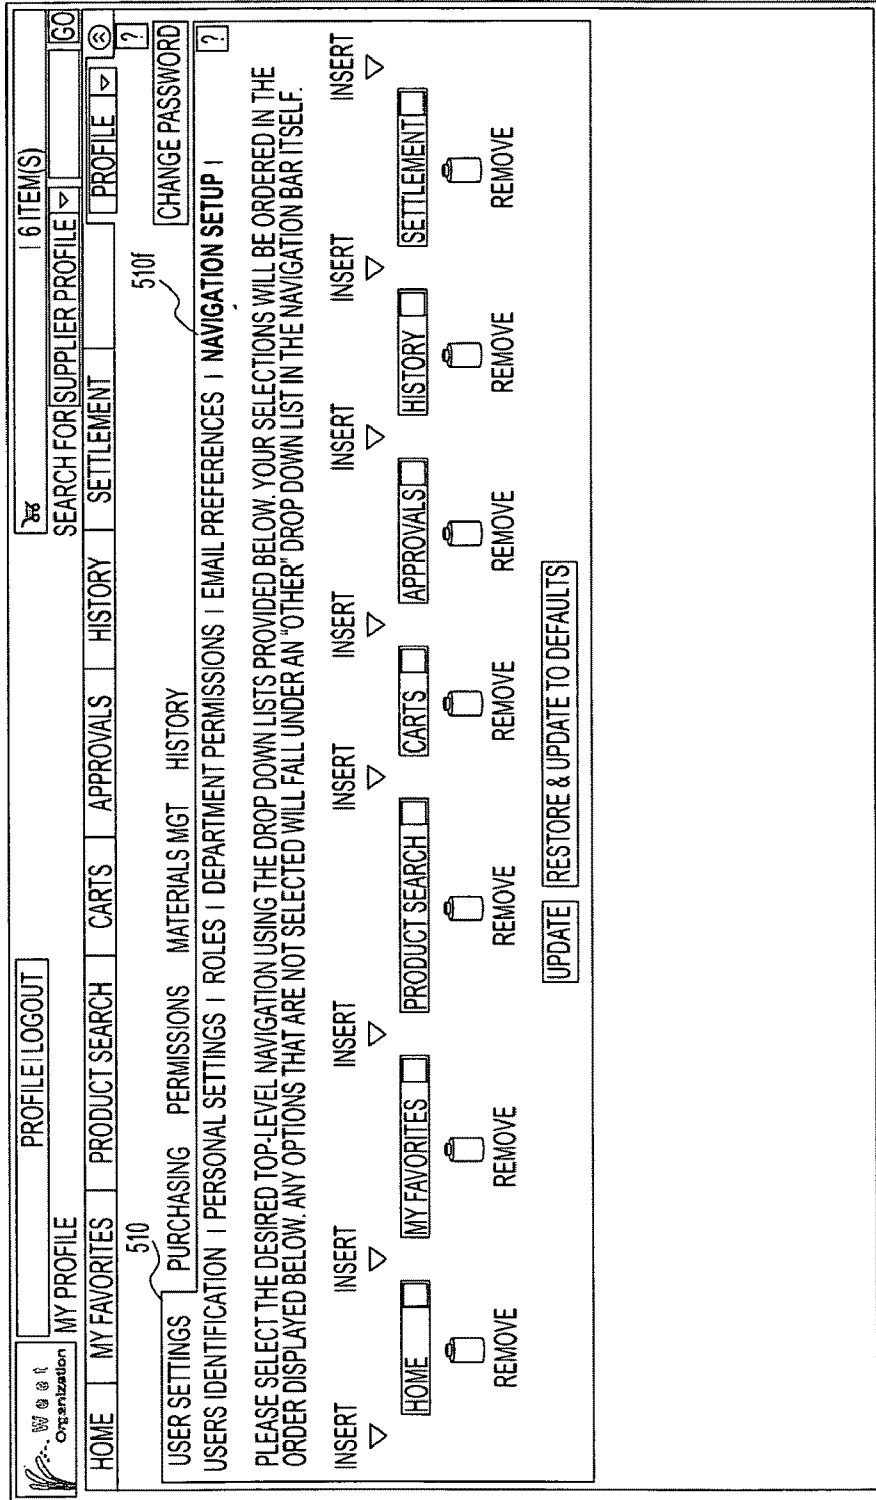 West
Organization
PROFILE | LOGOUT
| 6 ITEM(S)
MY PROFILE
SEARCH FOR SUPPLIER PROFILE GO
HOME MY FAVORITES PRODUCT SEARCH CARTS APPROVALS HISTORY SETTLEMENT PROFILE
?
510
510f
USER SETTINGS PURCHASING PERMISSIONS MATERIALS MGT HISTORY CHANGE PASSWORD
USERS IDENTIFICATION | PERSONAL SETTINGS | ROLES | DEPARTMENT PERMISSIONS | EMAIL PREFERENCES | NAVIGATION SETUP |
?
PLEASE SELECT THE DESIRED TOP-LEVEL NAVIGATION USING THE DROP DOWN LISTS PROVIDED BELOW. YOUR SELECTIONS WILL BE ORDERED IN THE
ORDER DISPLAYED BELOW. ANY OPTIONS THAT ARE NOT SELECTED WILL FALL UNDER AN "OTHER" DROP DOWN LIST IN THE NAVIGATION BAR ITSELF.
INSERT INSERT INSERT INSERT INSERT INSERT INSERT INSERT
HOME MY FAVORITES PRODUCT SEARCH CARTS APPROVALS HISTORY SETTLEMENT
REMOVE REMOVE REMOVE REMOVE REMOVE REMOVE REMOVE
UPDATE RESTORE & UPDATE TO DEFAULTS